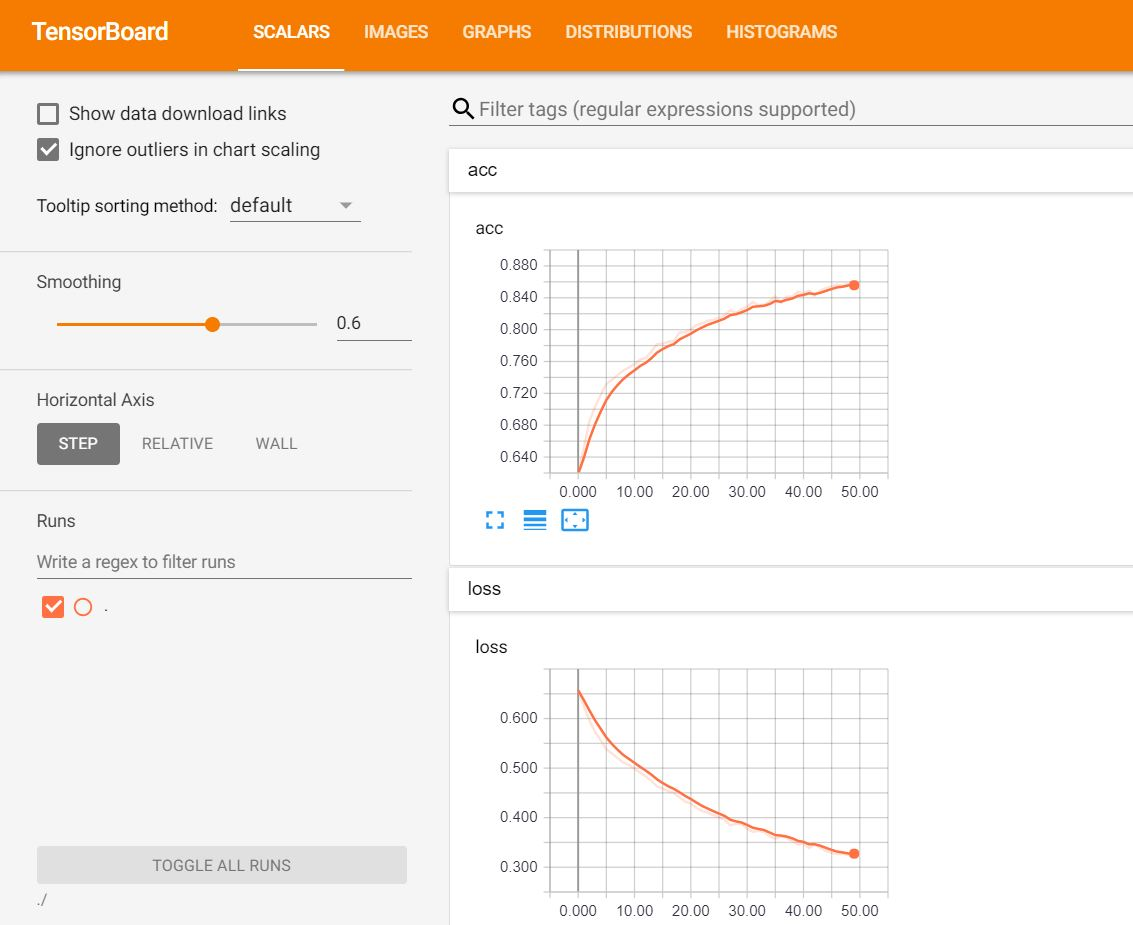 TensorBoard SCALARS IMAGES GRAPHS DISTRIBUTIONS HISTOGRAMS
Show data download links
Ignore outliers in chart scaling
Tooltip sorting method: default
Smoothing
0.6
Horizontal Axis
STEP RELATIVE WALL
Runs
Write a regex to filter runs
.
TOGGLE ALL RUNS
./
Filter tags (regular expressions supported)
acc
acc
0.880
0.840
0.800
0.760
0.720
0.680
0.640
0.000 10.00 20.00 30.00 40.00 50.00
loss
loss
0.600
0.500
0.400
0.300
0.000 10.00 20.00 30.00 40.00 50.00